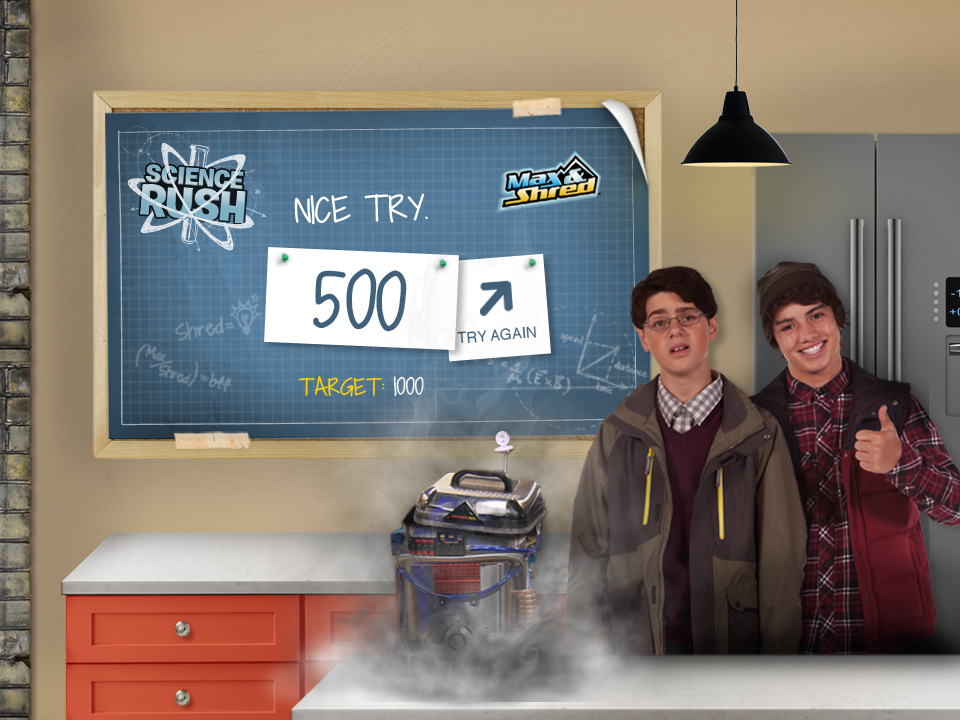 SCIENCE
RUSH
Max &
Shred
NICE TRY.
500
TRY AGAIN
Shred=
(Max/
Shred)=bff
speed
distance
(E×B)
TARGET: 1000